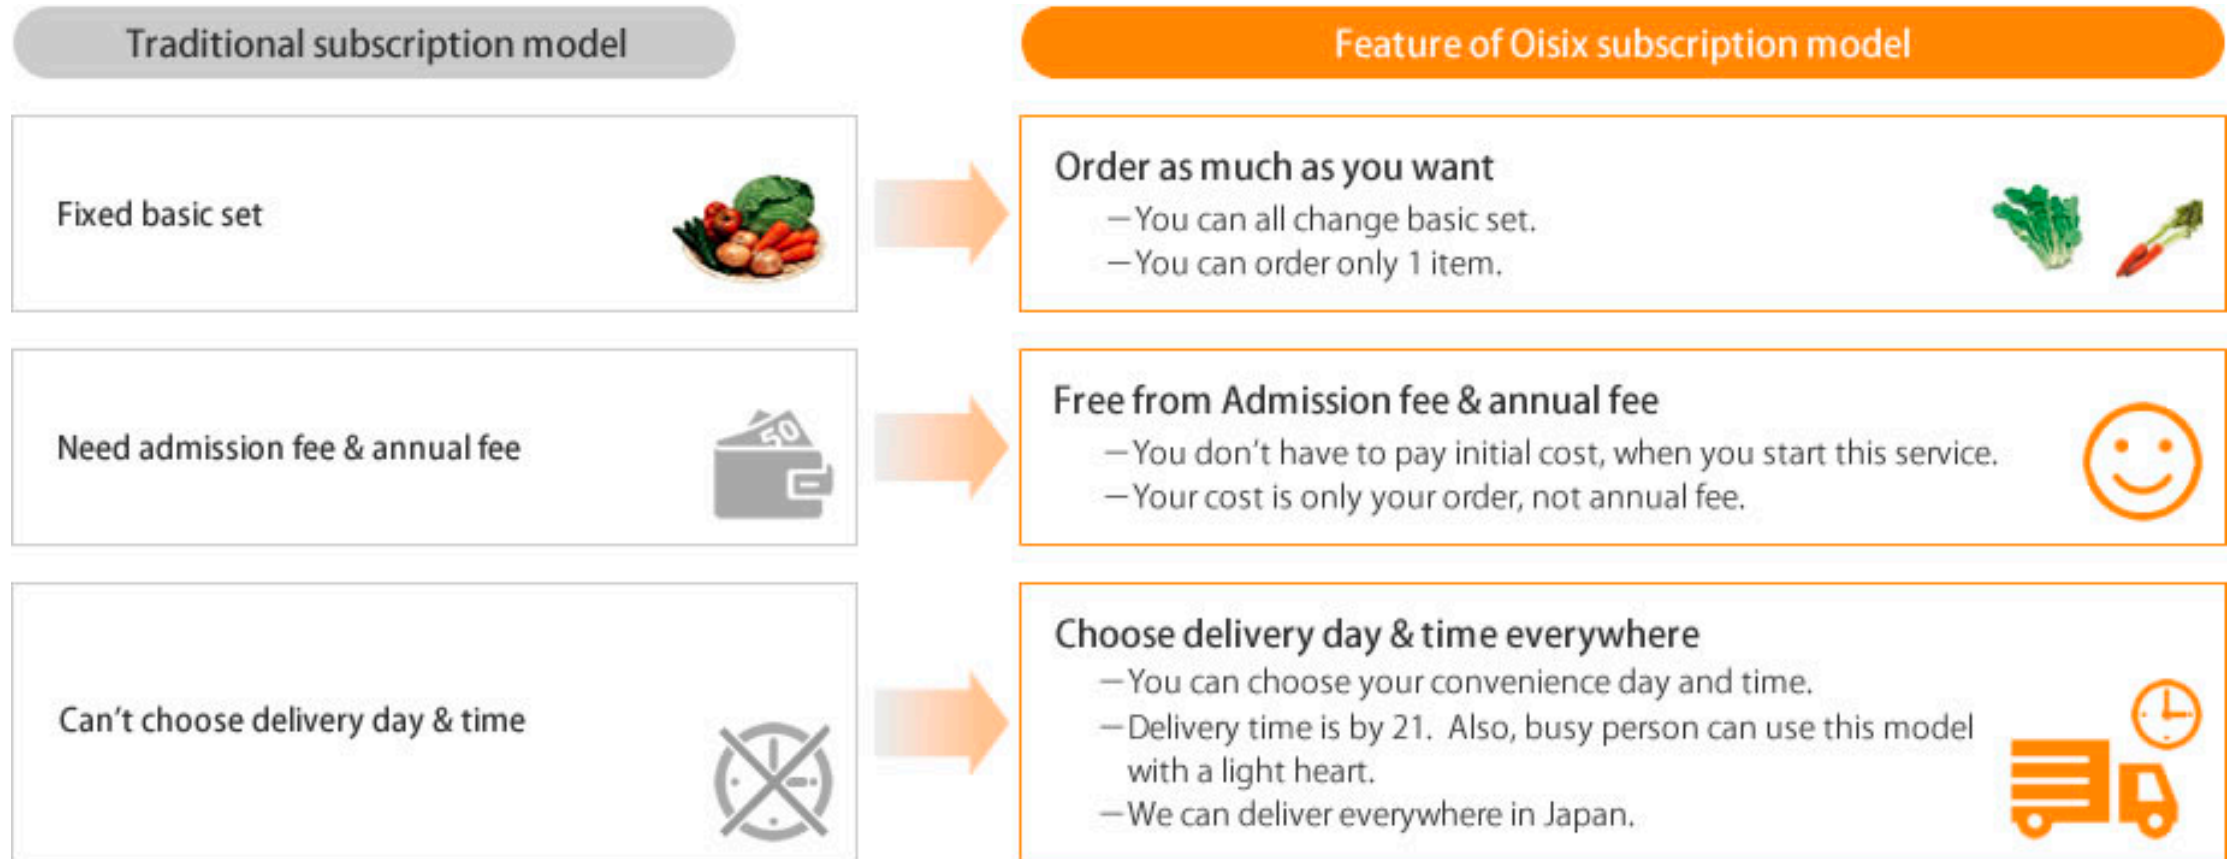 Traditional subscription model
Feature of Oisix subscription model
Fixed basic set
Order as much as you want
—You can all change basic set.
—You can order only 1 item.
Need admission fee & annual fee
50
Free from Admission fee & annual fee
—You don't have to pay initial cost, when you start this service.
—Your cost is only your order, not annual fee.
Can't choose delivery day & time
Choose delivery day & time everywhere
—You can choose your convenience day and time.
—Delivery time is by 21. Also, busy person can use this model
with a light heart.
—We can deliver everywhere in Japan.